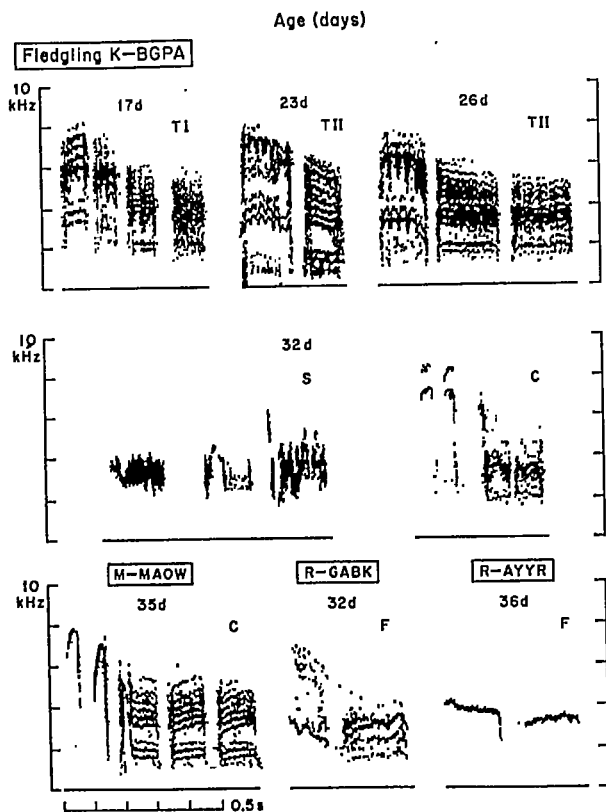 Age (days)
Fledgling K-BGPA
10
kHz
17d
TI
23d
TII
26d
TII
10
kHz
32d
S
C
M-MAOW
R-GABK
R-AYYR
10
kHz
35d
C
32d
F
36d
F
0.5s